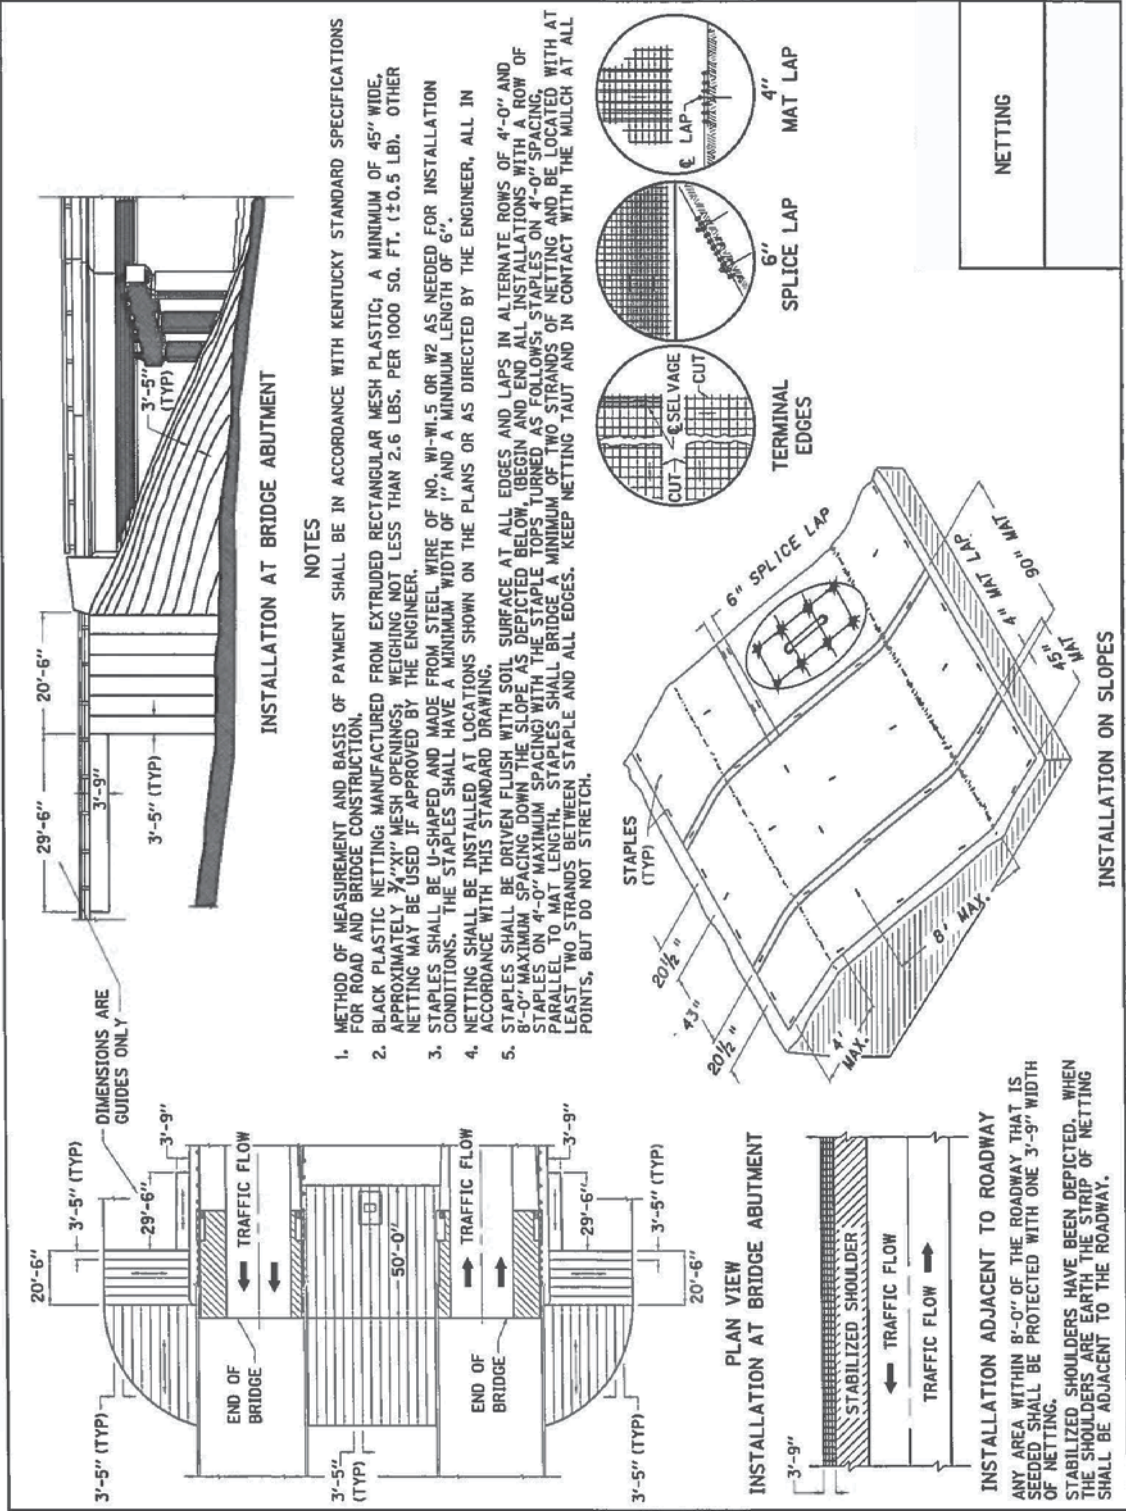 29'-6"
20'-6"
3'-9"
3'-5" (TYP)
3'-5"
(TYP)
INSTALLATION AT BRIDGE ABUTMENT
DIMENSIONS ARE
GUIDES ONLY
20'-6"
3'-5" (TYP)
29'-6"
3'-9"
TRAFFIC FLOW
END OF
BRIDGE
3'-5" (TYP)
50'-0"
3'-5"
(TYP)
TRAFFIC FLOW
END OF
BRIDGE
3'-9"
29'-6"
3'-5" (TYP)
20'-6"
3'-5" (TYP)
PLAN VIEW
INSTALLATION AT BRIDGE ABUTMENT
NOTES
1. METHOD OF MEASUREMENT AND BASIS OF PAYMENT SHALL BE IN ACCORDANCE WITH KENTUCKY STANDARD SPECIFICATIONS
FOR ROAD AND BRIDGE CONSTRUCTION.
2. BLACK PLASTIC NETTING: MANUFACTURED FROM EXTRUDED RECTANGULAR MESH PLASTIC; A MINIMUM OF 45" WIDE,
APPROXIMATELY 3/4"X1" MESH OPENINGS; WEIGHING NOT LESS THAN 2.6 LBS. PER 1000 SQ. FT. (±0.5 LB). OTHER
NETTING MAY BE USED IF APPROVED BY THE ENGINEER.
3. STAPLES SHALL BE U-SHAPED AND MADE FROM STEEL WIRE OF NO. W1-W1.5 OR W2 AS NEEDED FOR INSTALLATION
CONDITIONS. THE STAPLES SHALL HAVE A MINIMUM WIDTH OF 1" AND A MINIMUM LENGTH OF 6".
4. NETTING SHALL BE INSTALLED AT LOCATIONS SHOWN ON THE PLANS OR AS DIRECTED BY THE ENGINEER, ALL IN
ACCORDANCE WITH THIS STANDARD DRAWING.
5. STAPLES SHALL BE DRIVEN FLUSH WITH SOIL SURFACE AT ALL EDGES AND LAPS IN ALTERNATE ROWS OF 4'-0" AND
8'-0" MAXIMUM SPACING DOWN THE SLOPE AS DEPICTED BELOW, (BEGIN AND END ALL INSTALLATIONS WITH A ROW OF
STAPLES ON 4'-0" MAXIMUM SPACING) WITH THE STAPLE TOPS TURNED AS FOLLOWS: STAPLES ON 4'-0" SPACING,
PARALLEL TO MAT LENGTH. STAPLES SHALL BRIDGE A MINIMUM OF TWO STRANDS OF NETTING AND BE LOCATED WITH AT
LEAST TWO STRANDS BETWEEN STAPLE AND ALL EDGES. KEEP NETTING TAUT AND IN CONTACT WITH THE MULCH AT ALL
POINTS, BUT DO NOT STRETCH.
3'-9"
STABILIZED SHOULDER
TRAFFIC FLOW
TRAFFIC FLOW
INSTALLATION ADJACENT TO ROADWAY
ANY AREA WITHIN 8'-0" OF THE ROADWAY THAT IS
SEEDED SHALL BE PROTECTED WITH ONE 3'-9" WIDTH
OF NETTING.
STABILIZED SHOULDERS HAVE BEEN DEPICTED. WHEN
THE SHOULDERS ARE EARTH THE STRIP OF NETTING
SHALL BE ADJACENT TO THE ROADWAY.
STAPLES
(TYP)
6" SPLICE LAP
20 1/2"
43"
20 1/2"
4'
MAX.
8' MAX.
45"
MAT
4" MAT LAP
90" MAT
INSTALLATION ON SLOPES
CUT
℄ SELVAGE
CUT
TERMINAL
EDGES
6"
SPLICE LAP
℄ LAP
4"
MAT LAP
NETTING